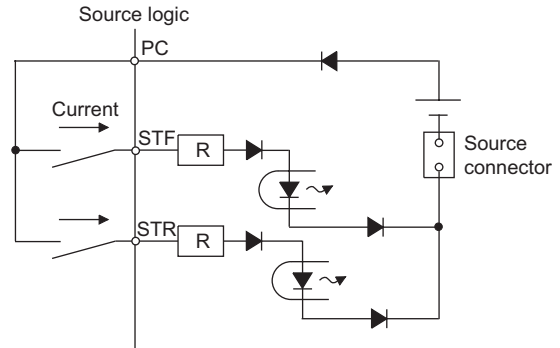 Source logic
PC
Current
STF
R
Source
connector
STR
R